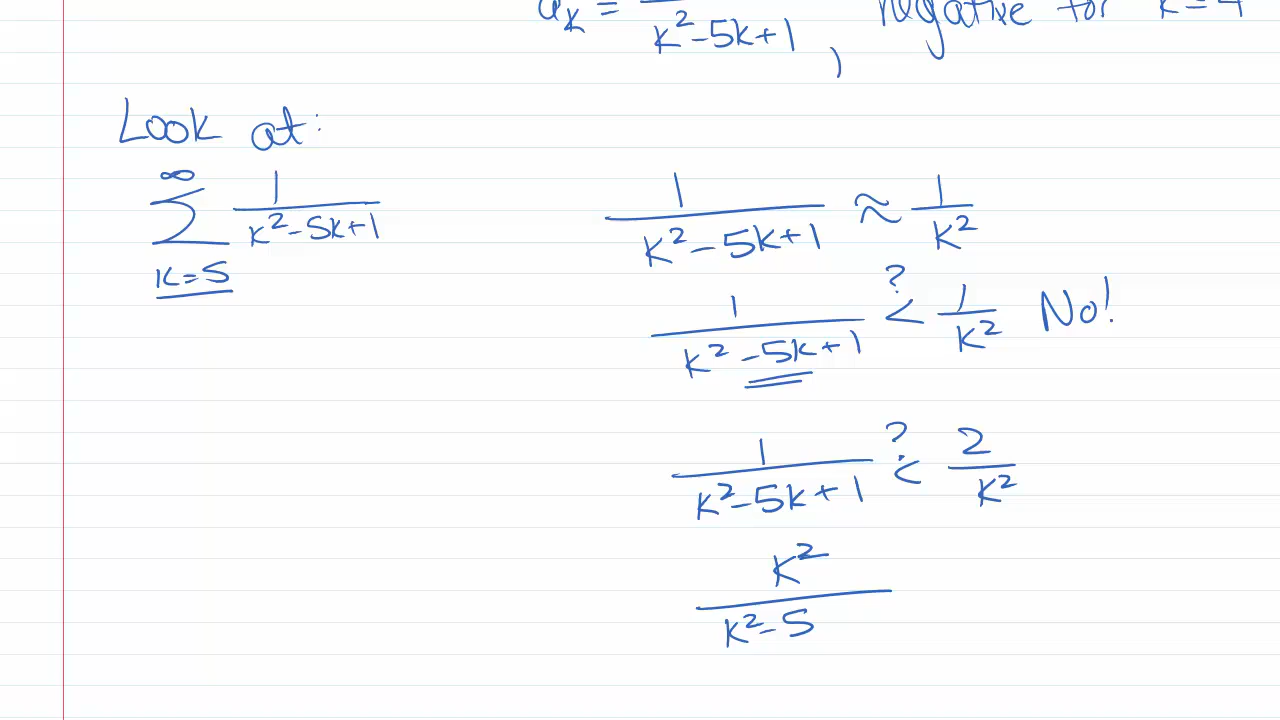 a_k = ——— / k² - 5k + 1 , negative for k = 4
Look at:
∞ Σ k = 5 1 / k² - 5k + 1
1 / k² - 5k + 1 ≈ 1 / k²
1 / k² - 5k + 1 <? 1 / k² No!
1 / k² - 5k + 1 <? 2 / k²
k² / k² - 5